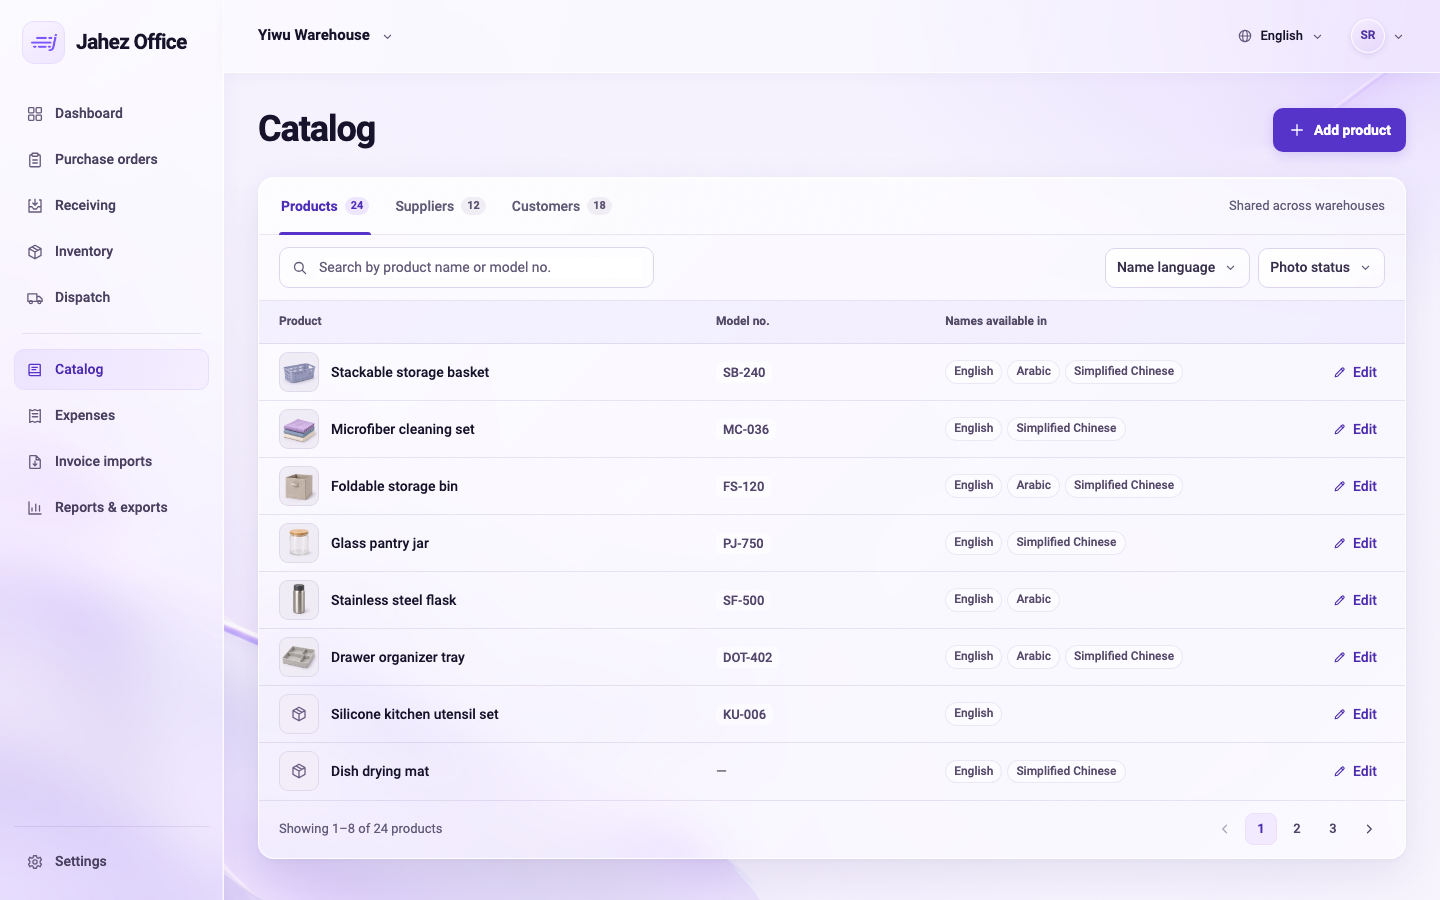 Jahez Office
Yiwu Warehouse
English
SR
Dashboard
Purchase orders
Receiving
Inventory
Dispatch
Catalog
Expenses
Invoice imports
Reports & exports
Settings
Catalog
Add product
Products 24 Suppliers 12 Customers 18
Shared across warehouses
Search by product name or model no.
Name language
Photo status
Product Model no. Names available in
Stackable storage basket SB-240 English Arabic Simplified Chinese Edit
Microfiber cleaning set MC-036 English Simplified Chinese Edit
Foldable storage bin FS-120 English Arabic Simplified Chinese Edit
Glass pantry jar PJ-750 English Simplified Chinese Edit
Stainless steel flask SF-500 English Arabic Edit
Drawer organizer tray DOT-402 English Arabic Simplified Chinese Edit
Silicone kitchen utensil set KU-006 English Edit
Dish drying mat — English Simplified Chinese Edit
Showing 1–8 of 24 products
1 2 3